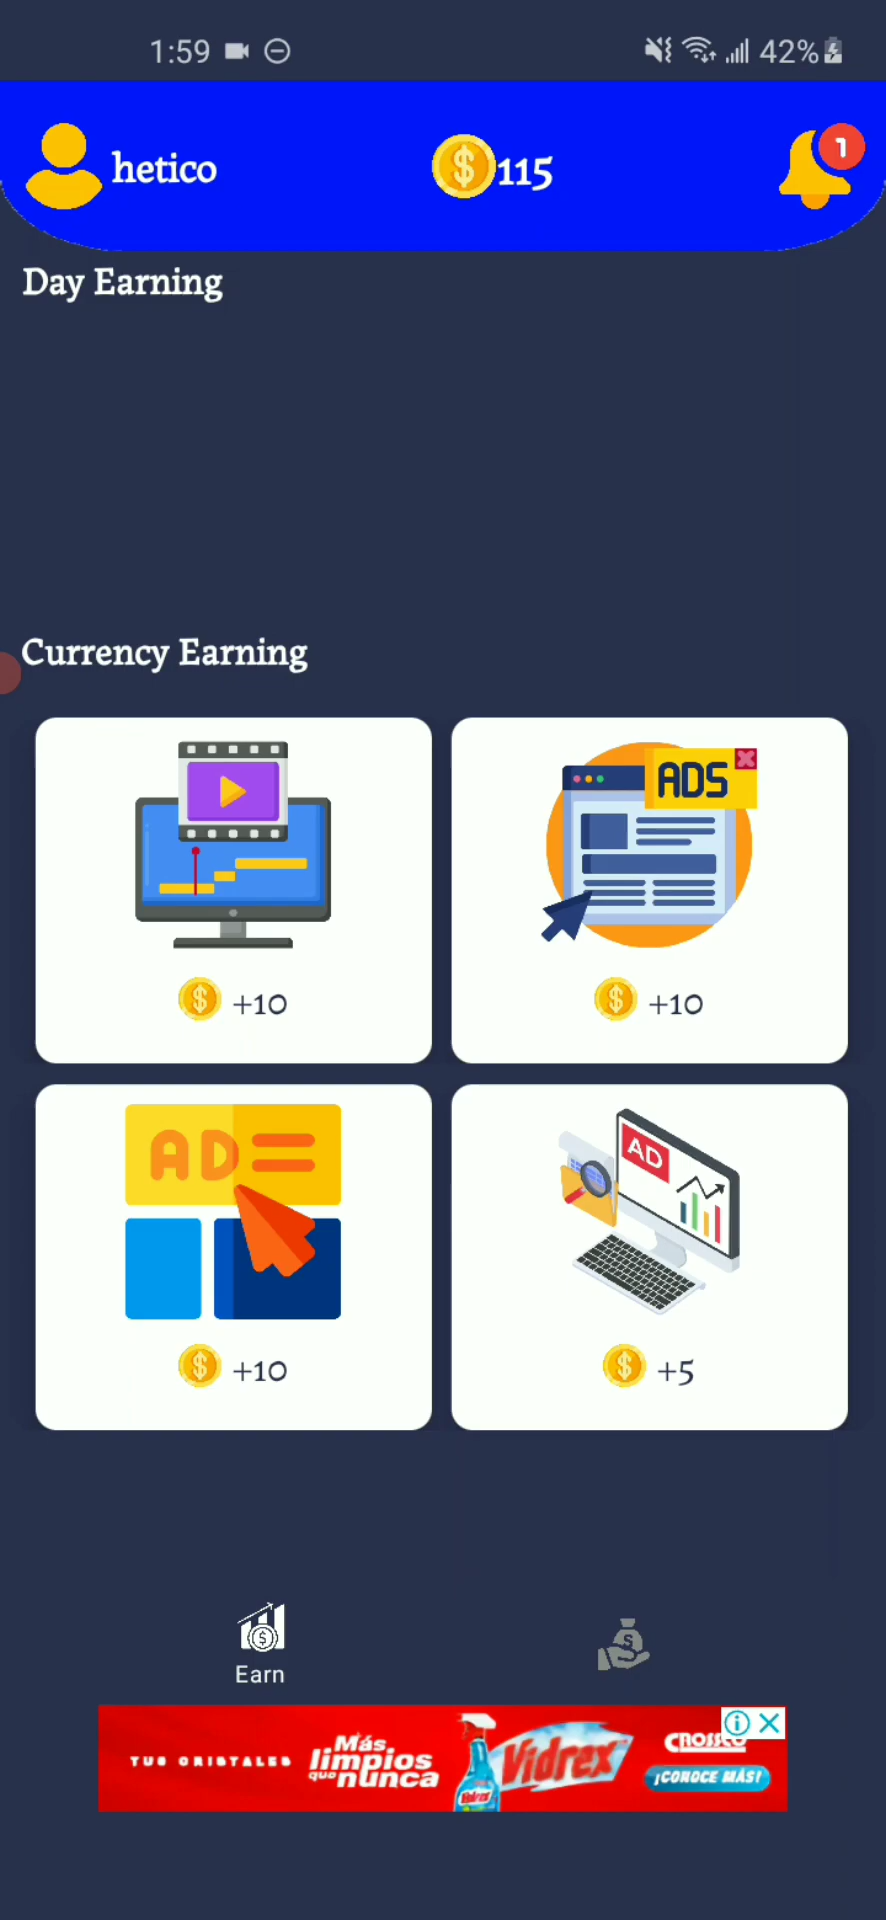 1:59 42%
hetico 115 1
Day Earning
Currency Earning
ADS
+10 +10
AD
AD
+10 +5
Earn
TUS CRISTALES Más limpios que nunca Vidrex CROSSCO ¡CONOCE MÁS!